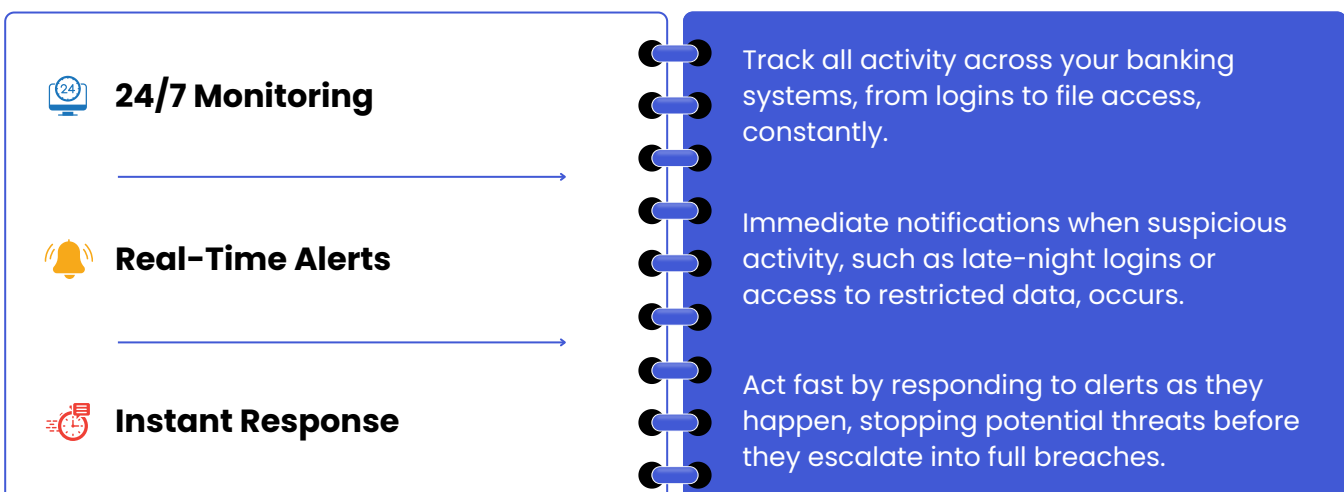 24
24/7 Monitoring
Track all activity across your banking
systems, from logins to file access,
constantly.
Real-Time Alerts
Immediate notifications when suspicious
activity, such as late-night logins or
access to restricted data, occurs.
Instant Response
Act fast by responding to alerts as they
happen, stopping potential threats before
they escalate into full breaches.